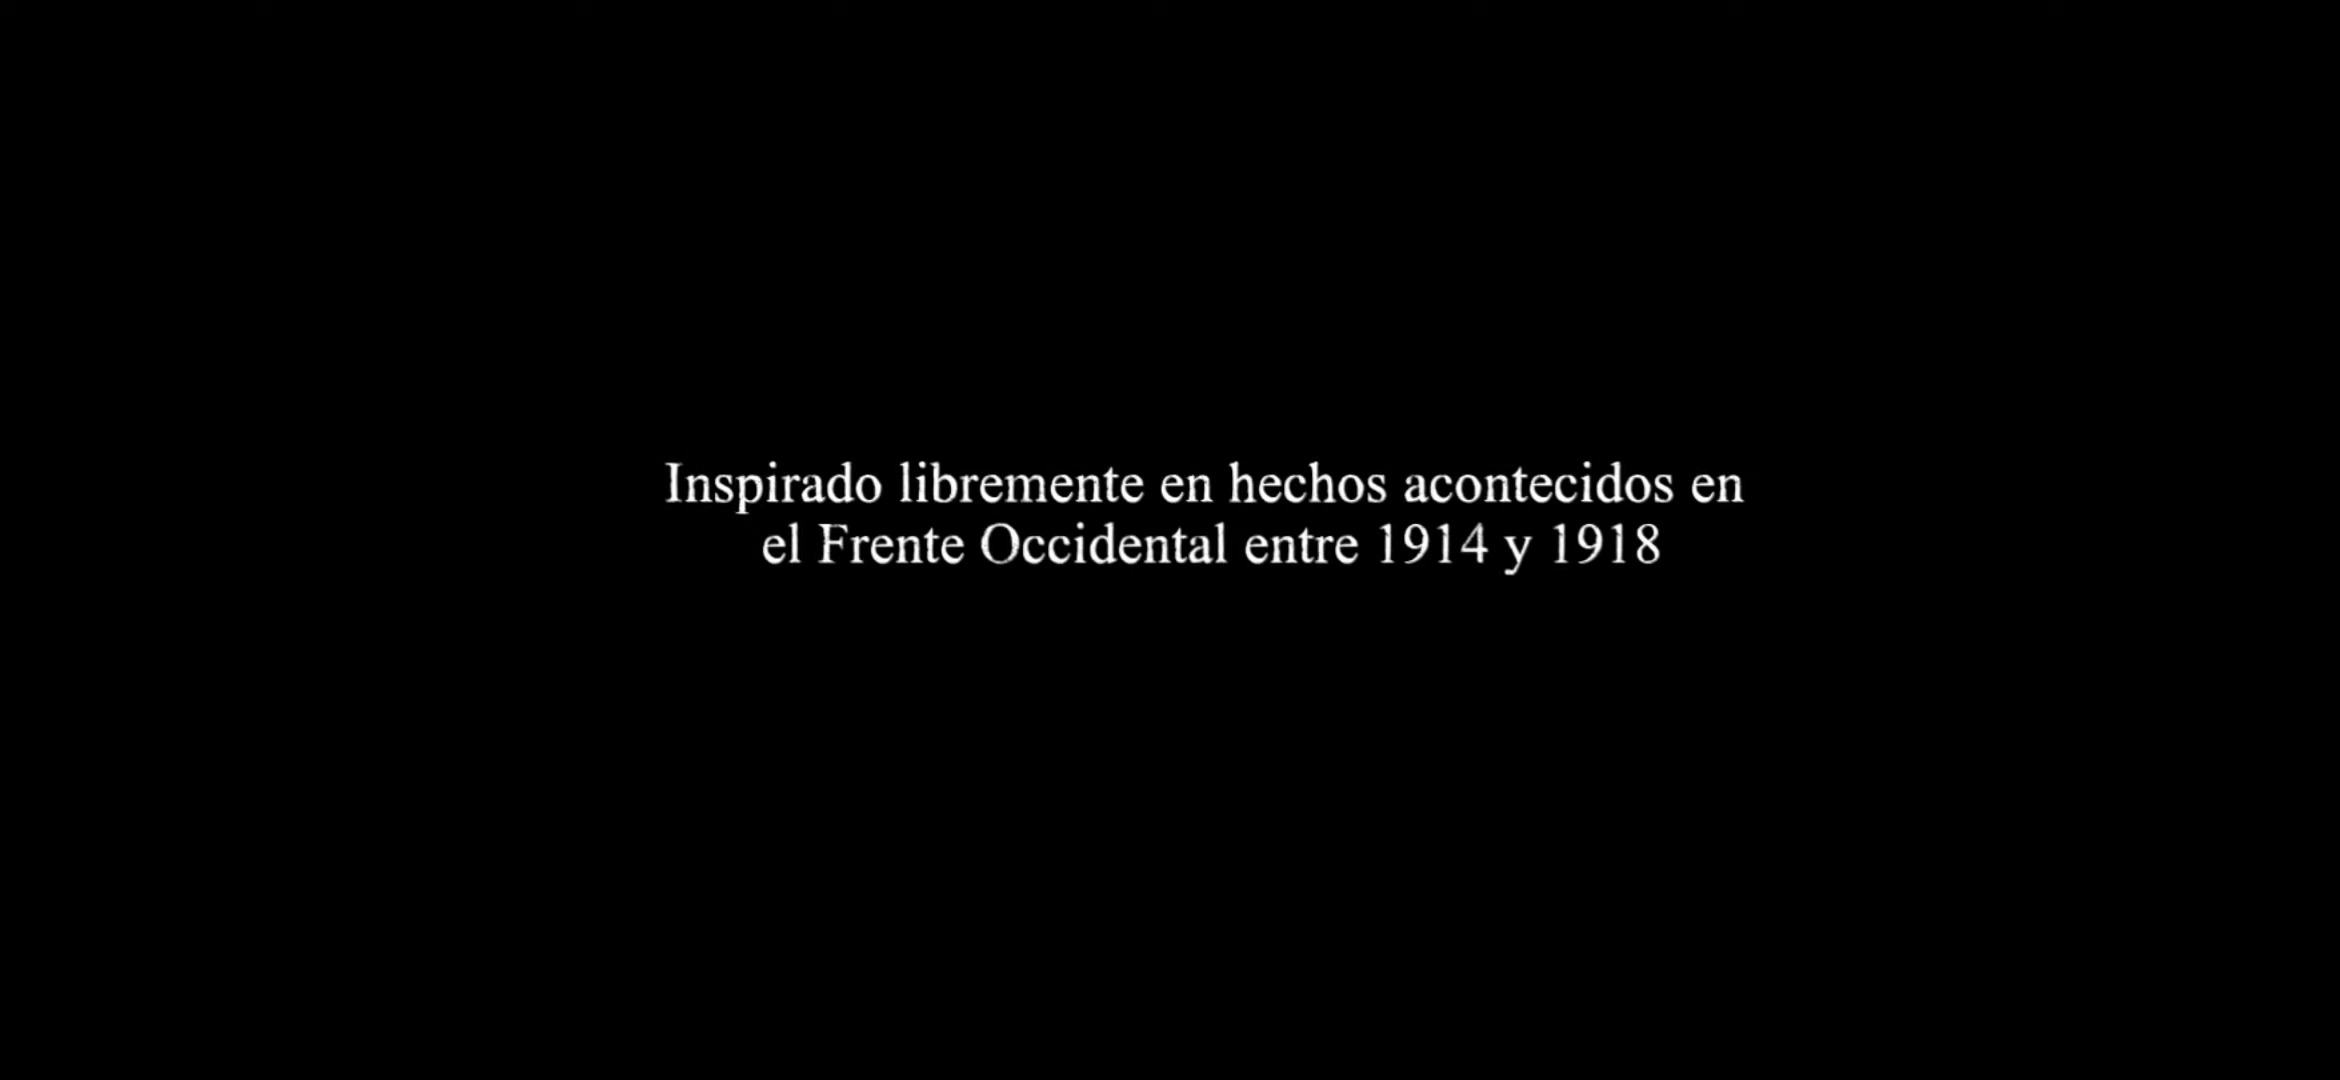 Inspirado libremente en hechos acontecidos en
el Frente Occidental entre 1914 y 1918